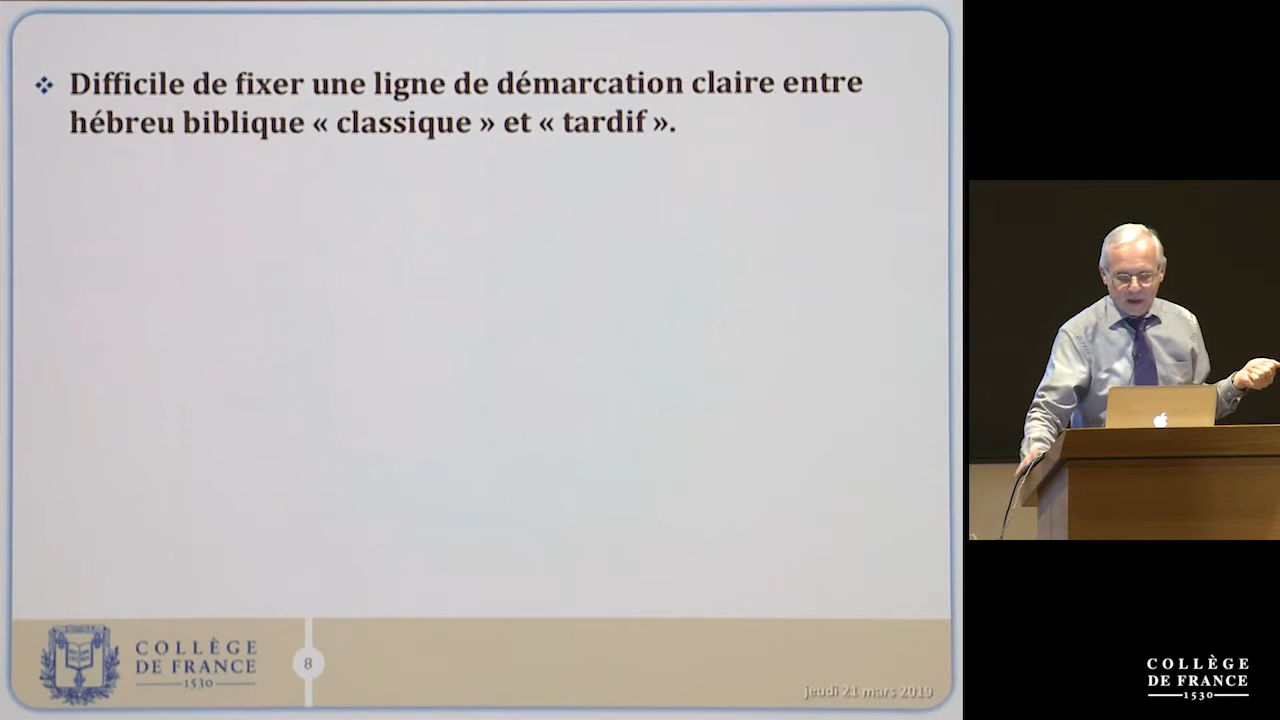 Difficile de fixer une ligne de démarcation claire entre
hébreu biblique « classique » et « tardif ».
COLLÈGE
DE FRANCE
1530
8
jeudi 21 mars 2019
COLLÈGE
DE FRANCE
1530